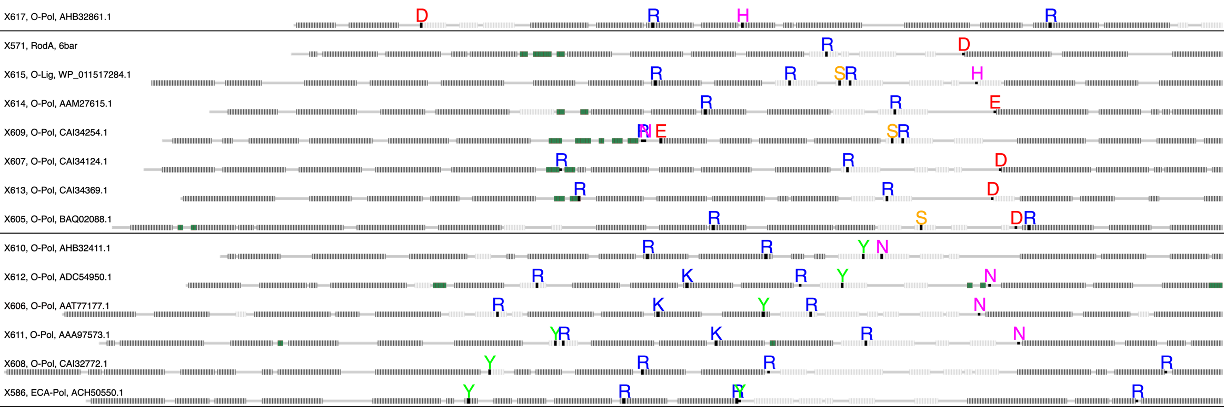 X617, O-Pol, AHB32861.1 D R H R
X571, RodA, 6bar R D
X615, O-Lig, WP_011517284.1 R R S R H
X614, O-Pol, AAM27615.1 R R E
X609, O-Pol, CAI34254.1 R N E S R
X607, O-Pol, CAI34124.1 R R D
X613, O-Pol, CAI34369.1 R R D
X605, O-Pol, BAQ02088.1 R S D R
X610, O-Pol, AHB32411.1 R R Y N
X612, O-Pol, ADC54950.1 R K R Y N
X606, O-Pol, AAT77177.1 R K Y R N
X611, O-Pol, AAA97573.1 Y R K R N
X608, O-Pol, CAI32772.1 Y R R R
X586, ECA-Pol, ACH50550.1 Y R R Y R